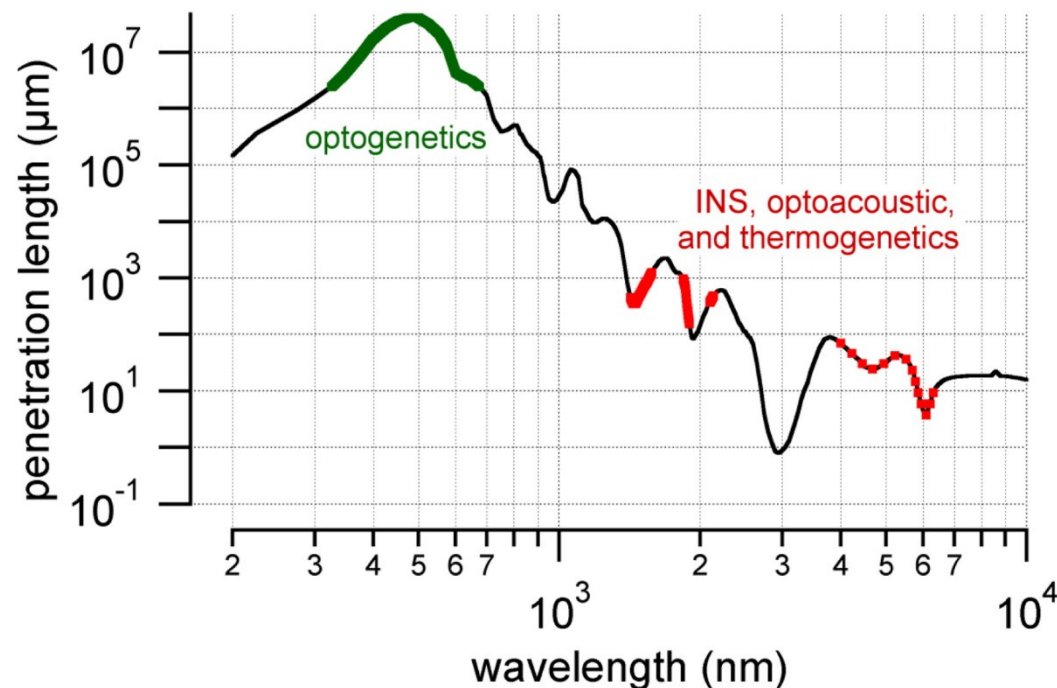 penetration length (µm)
10^7
10^5
10^3
10^1
10^-1
optogenetics
INS, optoacoustic,
and thermogenetics
2 3 4 5 6 7 10^3 2 3 4 5 6 7 10^4
wavelength (nm)